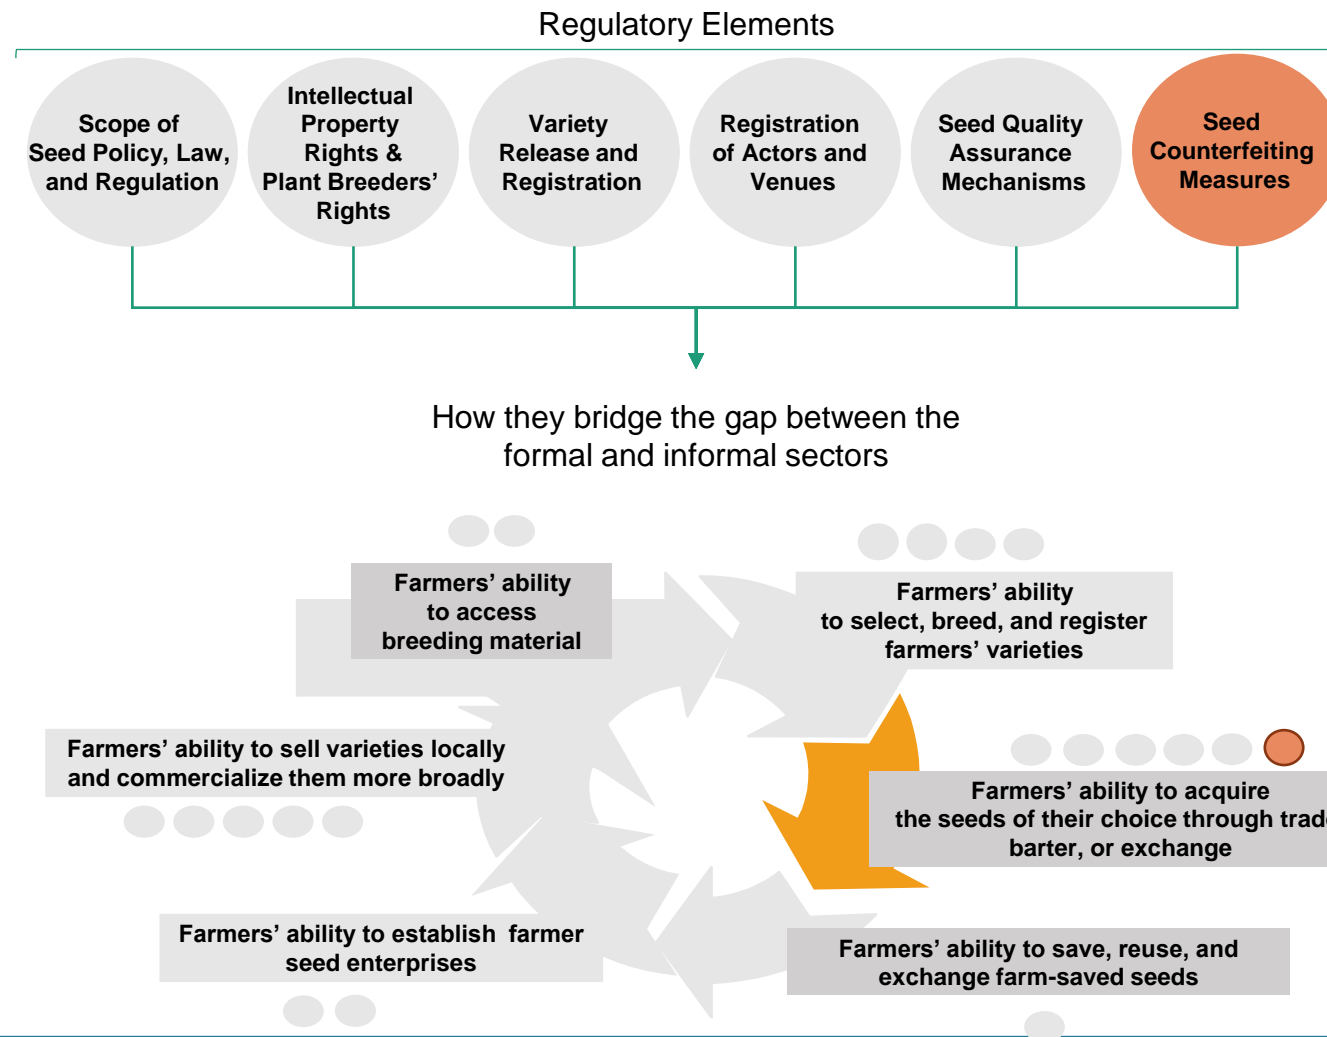 Regulatory Elements
Scope of
Seed Policy, Law,
and Regulation
Intellectual
Property
Rights &
Plant Breeders’
Rights
Variety
Release and
Registration
Registration
of Actors and
Venues
Seed Quality
Assurance
Mechanisms
Seed
Counterfeiting
Measures
How they bridge the gap between the
formal and informal sectors
Farmers’ ability
to access
breeding material
Farmers’ ability
to select, breed, and register
farmers’ varieties
Farmers’ ability to sell varieties locally
and commercialize them more broadly
Farmers’ ability to acquire
the seeds of their choice through trad
barter, or exchange
Farmers’ ability to establish farmer
seed enterprises
Farmers’ ability to save, reuse, and
exchange farm-saved seeds